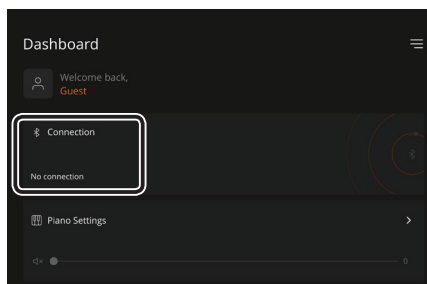 Dashboard
Welcome back,
Guest
Connection
No connection
Piano Settings
0